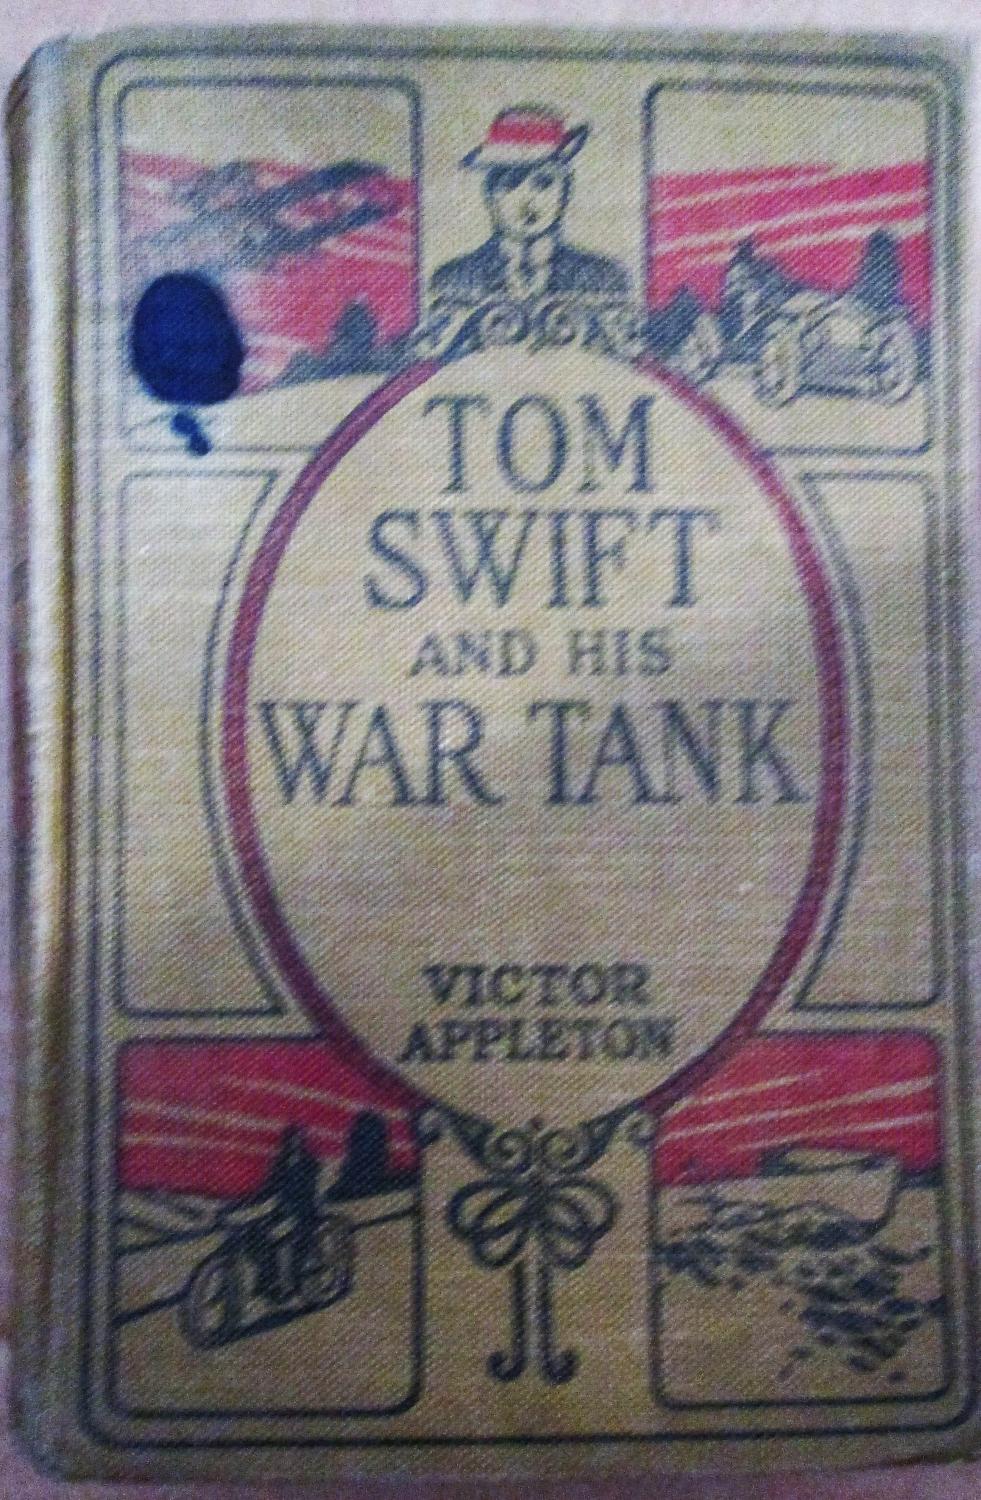 TOM
SWIFT
AND HIS
WAR TANK
VICTOR
APPLETON